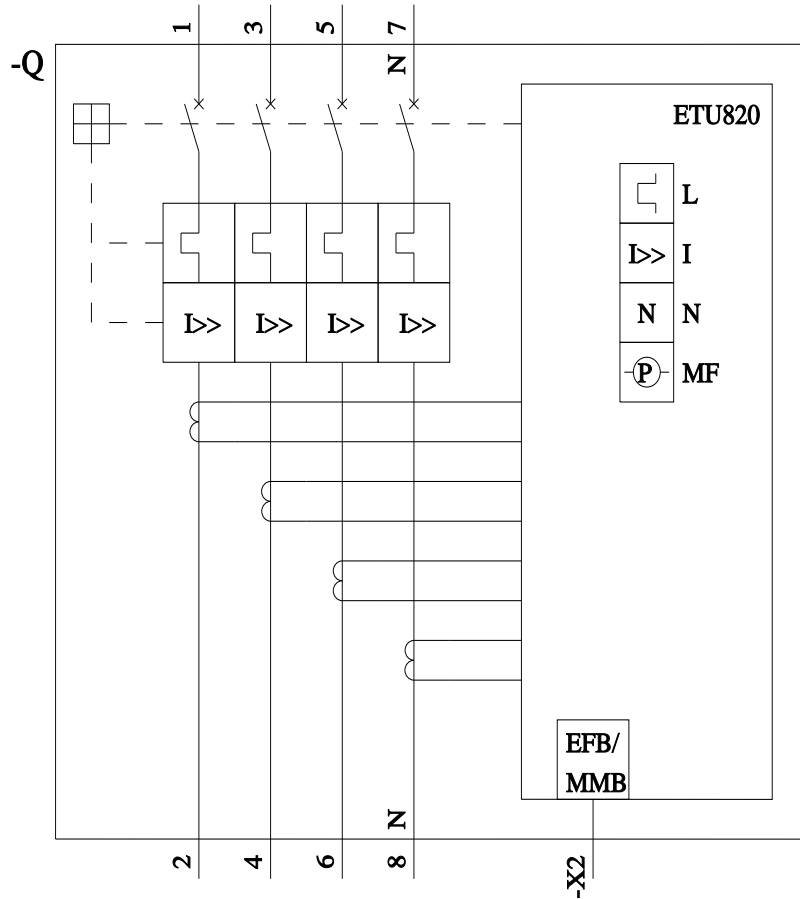 1 3 5 7
-Q
N
ETU820
L
I>> I
N N
P MF
I>> I>> I>> I>>
EFB/
MMB
N
2 4 6 8
-X2